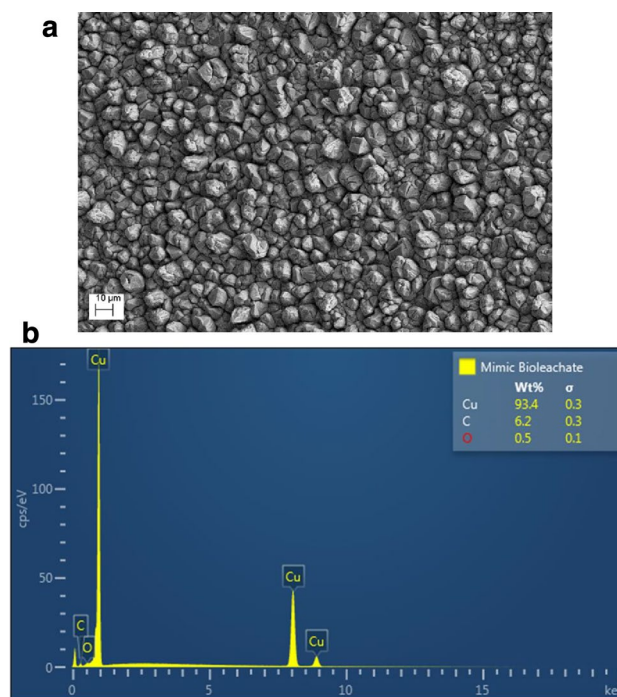 a
10 µm
b
Cu
Mimic Bioleachate
Wt% σ
Cu 93.4 0.3
C 6.2 0.3
O 0.5 0.1
150
100
cps/eV
50
Cu
C
O
Cu
0
0 5 10 15 ke